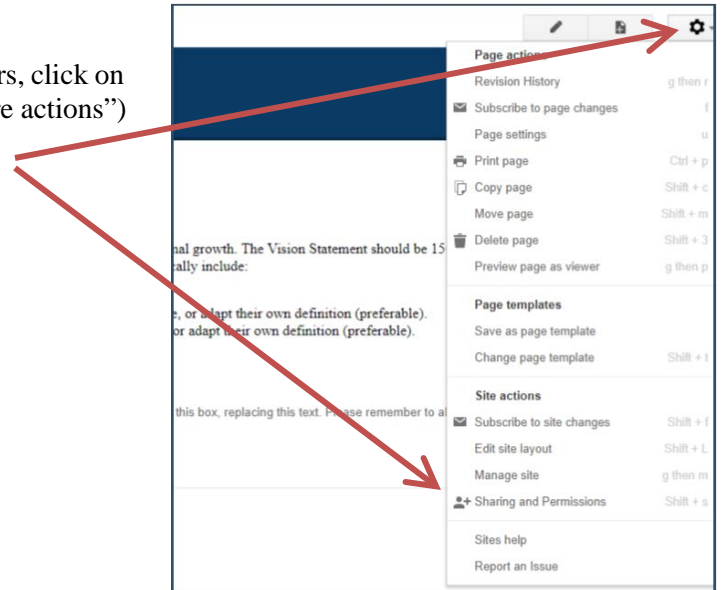 rs, click on
re actions”)
Page actions
Revision History g then r
Subscribe to page changes f
Page settings u
Print page Ctrl + p
Copy page Shift + c
Move page Shift + m
Delete page Shift + 3
Preview page as viewer g then p
nal growth. The Vision Statement should be 15
cally include:
e, or adapt their own definition (preferable).
or adapt their own definition (preferable).
Page templates
Save as page template
Change page template Shift + t
Site actions
this box, replacing this text. Please remember to al
Subscribe to site changes Shift + f
Edit site layout Shift + L
Manage site g then m
Sharing and Permissions Shift + s
Sites help
Report an Issue